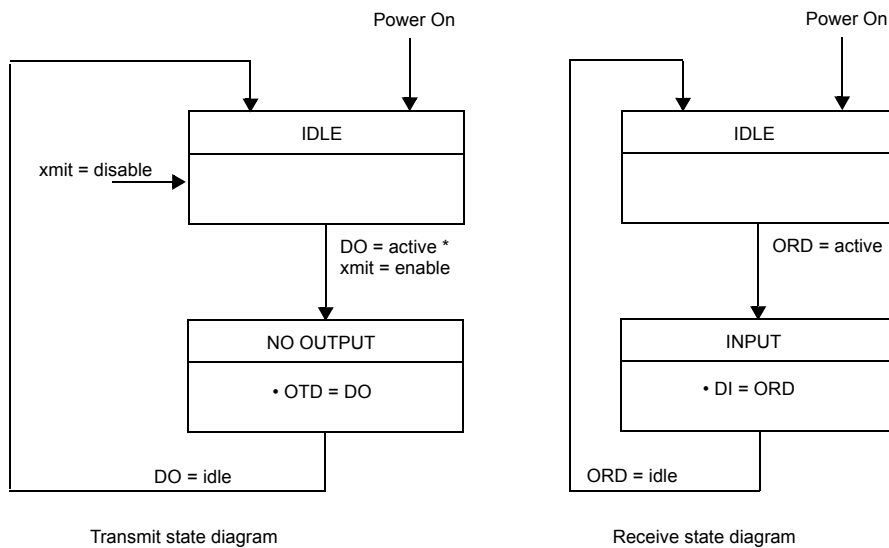 Power On
IDLE
xmit = disable
DO = active *
xmit = enable
NO OUTPUT
• OTD = DO
DO = idle
Transmit state diagram
Power On
IDLE
ORD = active
INPUT
• DI = ORD
ORD = idle
Receive state diagram